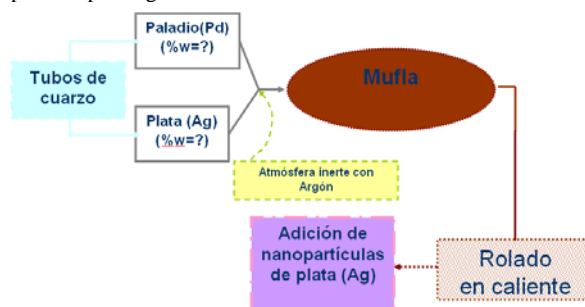 Paladio(Pd)
(%w=?)
Tubos de
cuarzo
Plata (Ag)
(%w=?)
Mufla
Atmósfera inerte con
Argón
Adición de
nanopartículas
de plata (Ag)
Rolado
en caliente